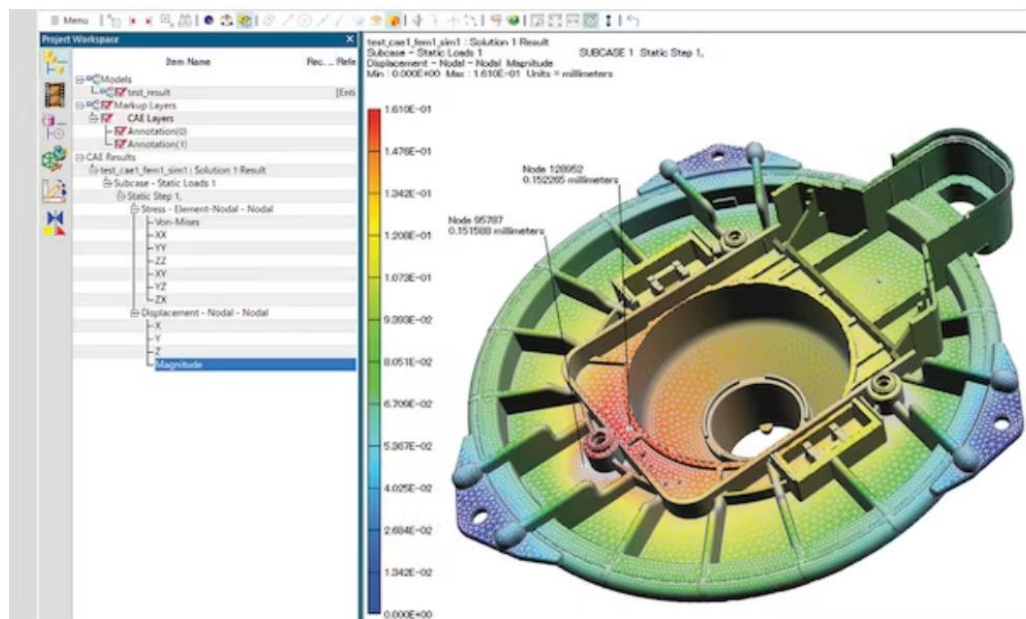 Menu
Project Workspace
Item Name Rec. ... Refe
Models
test_result [Enti
Markup Layers
CAE Layers
Annotation(0)
Annotation(1)
CAE Results
test_cae1_fem1_sim1 : Solution 1 Result
Subcase - Static Loads 1
Static Step 1,
Stress - Element-Nodal - Nodal
Von-Mises
XX
YY
ZZ
XY
YZ
ZX
Displacement - Nodal - Nodal
X
Y
Z
Magnitude
test_cae1_fem1_sim1 : Solution 1 Result
Subcase - Static Loads 1 SUBCASE 1 Static Step 1,
Displacement - Nodal - Nodal Magnitude
Min : 0.000E+00 Max : 1.610E-01 Units = millimeters
1.610E-01
1.476E-01
1.342E-01
1.208E-01
1.073E-01
9.393E-02
8.051E-02
6.709E-02
5.367E-02
4.025E-02
2.684E-02
1.342E-02
0.000E+00
Node 128952
0.152265 millimeters
Node 95787
0.151588 millimeters